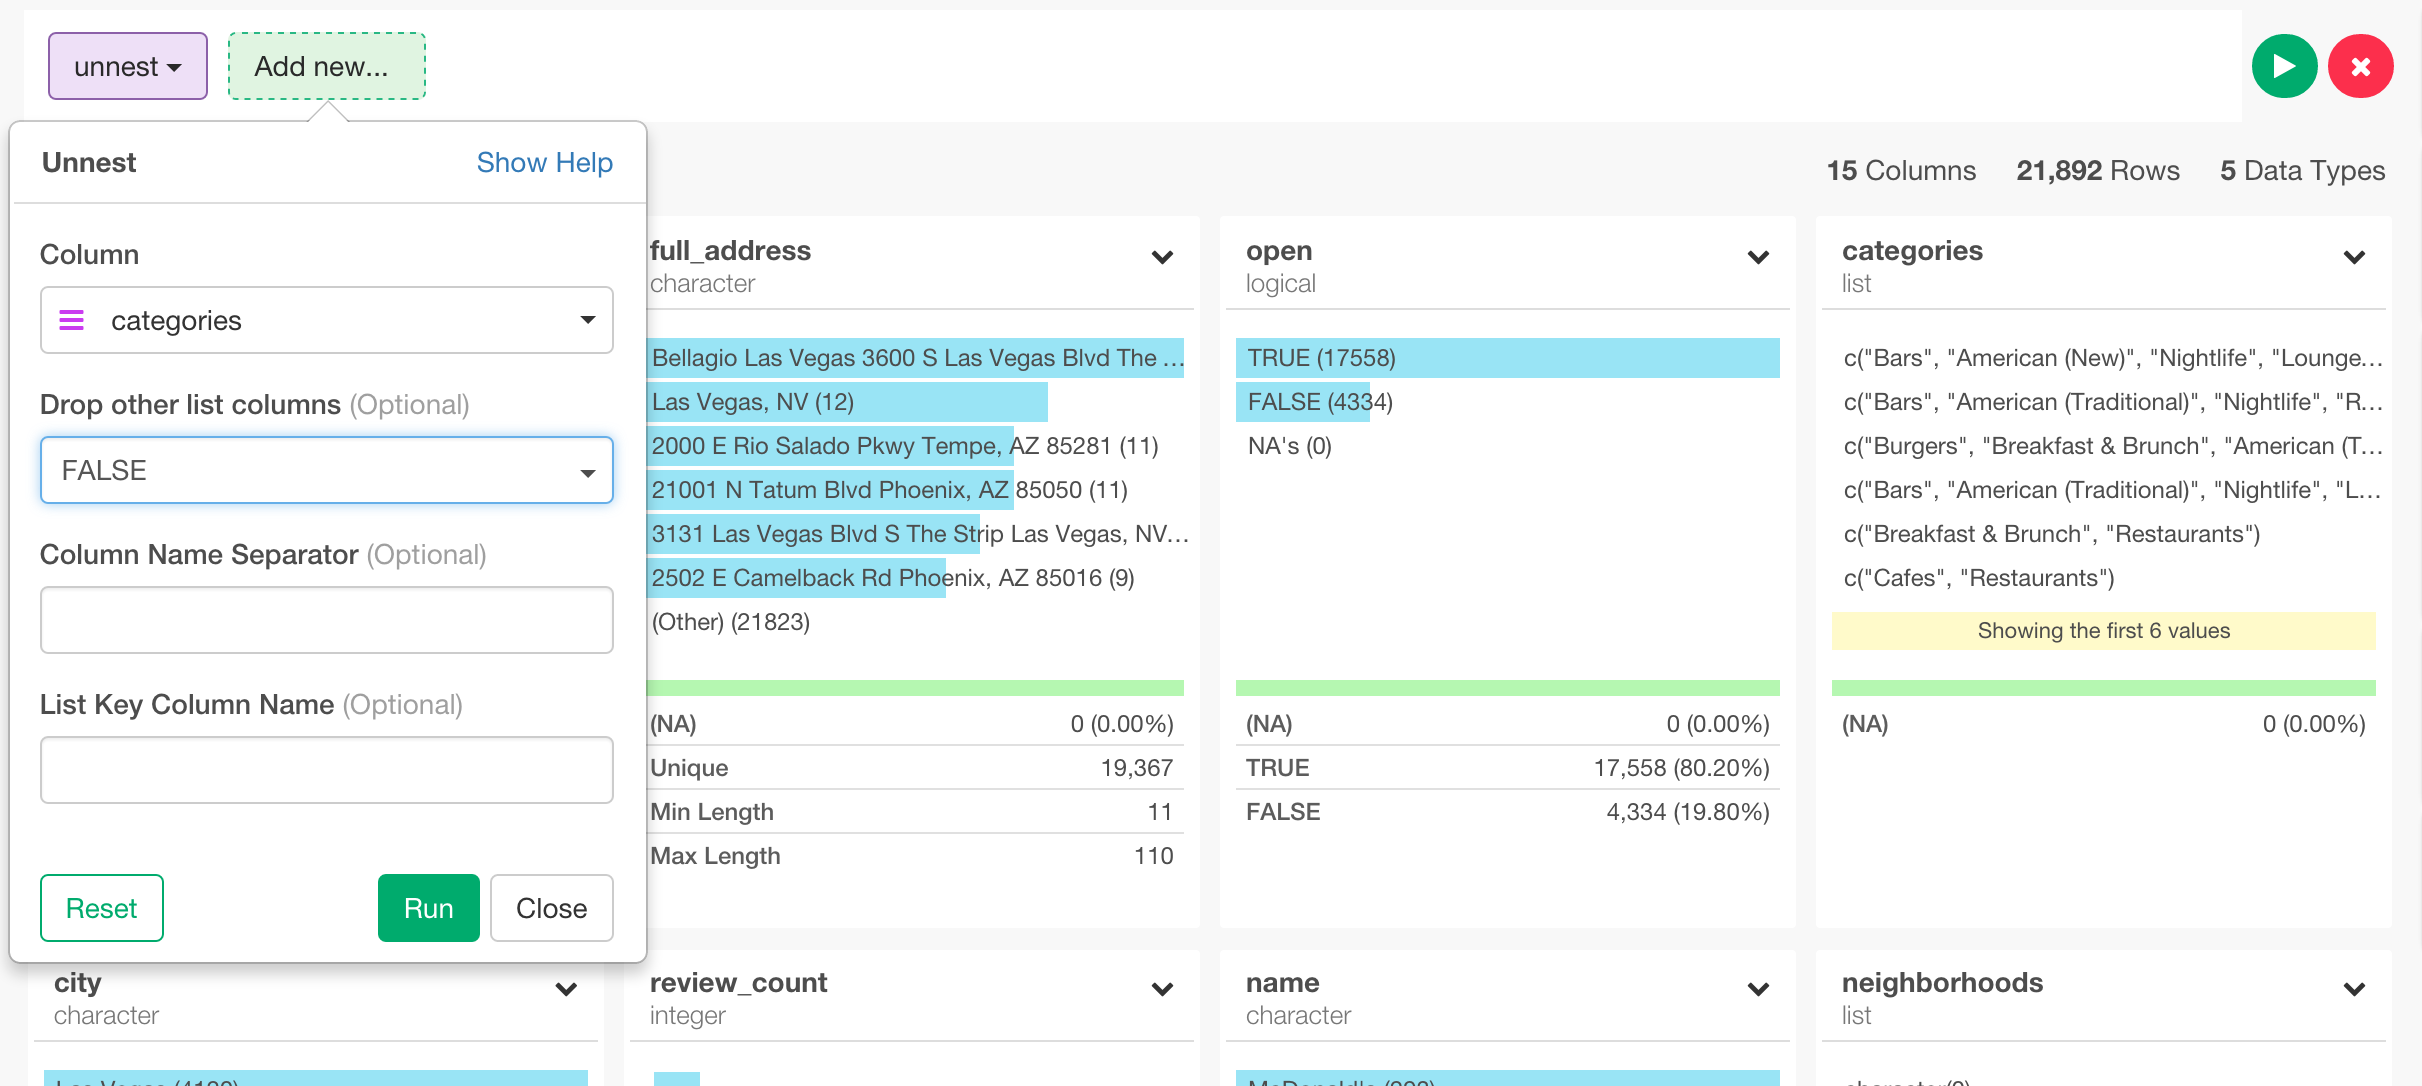 unnest
Add new...
Unnest
Show Help
Column
categories
Drop other list columns (Optional)
FALSE
Column Name Separator (Optional)
List Key Column Name (Optional)
Reset
Run
Close
15 Columns
21,892 Rows
5 Data Types
full_address
character
Bellagio Las Vegas 3600 S Las Vegas Blvd The ...
Las Vegas, NV (12)
2000 E Rio Salado Pkwy Tempe, AZ 85281 (11)
21001 N Tatum Blvd Phoenix, AZ 85050 (11)
3131 Las Vegas Blvd S The Strip Las Vegas, NV...
2502 E Camelback Rd Phoenix, AZ 85016 (9)
(Other) (21823)
(NA) 0 (0.00%)
Unique 19,367
Min Length 11
Max Length 110
open
logical
TRUE (17558)
FALSE (4334)
NA's (0)
(NA) 0 (0.00%)
TRUE 17,558 (80.20%)
FALSE 4,334 (19.80%)
categories
list
c("Bars", "American (New)", "Nightlife", "Lounge...
c("Bars", "American (Traditional)", "Nightlife", "R...
c("Burgers", "Breakfast & Brunch", "American (T...
c("Bars", "American (Traditional)", "Nightlife", "L...
c("Breakfast & Brunch", "Restaurants")
c("Cafes", "Restaurants")
Showing the first 6 values
(NA) 0 (0.00%)
city
character
review_count
integer
name
character
neighborhoods
list